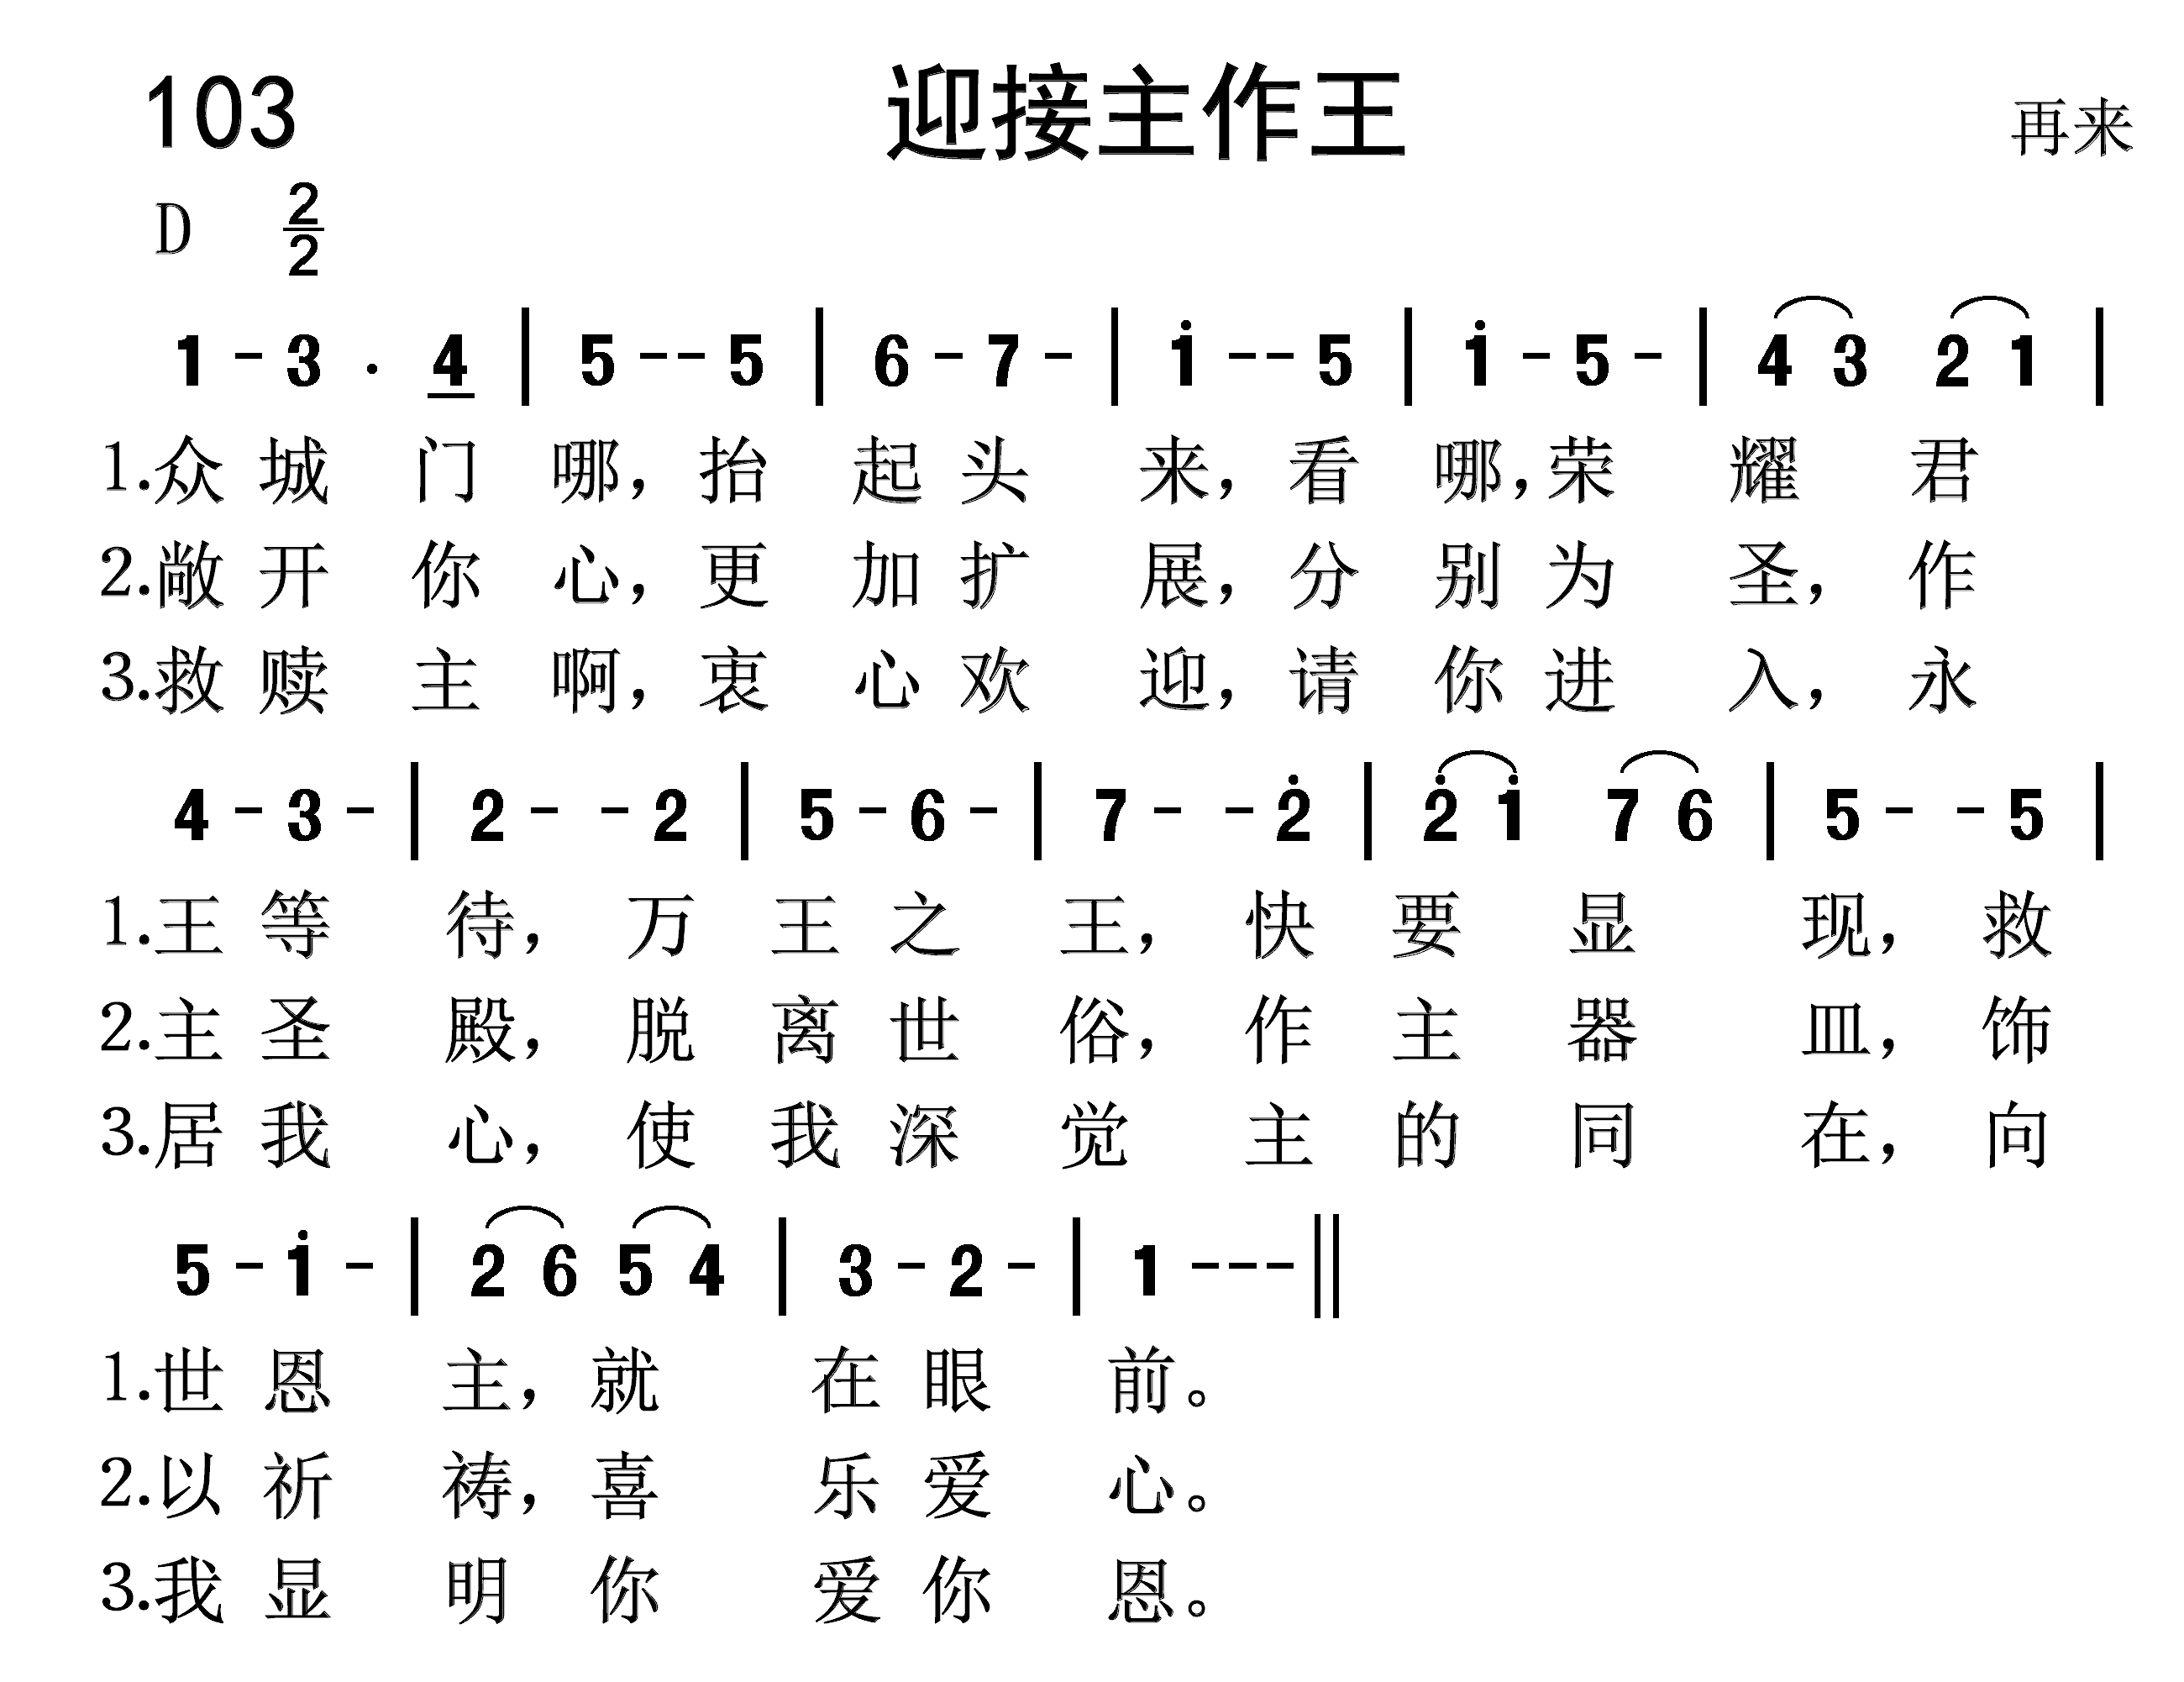 103 迎接主作王 再来
D 2/2
1 - 3 . 4 | 5 - - 5 | 6 - 7 - | i - - 5 | i - 5 - | 4 3 2 1 |
1.众城门哪，抬起头来，看哪，荣耀君
2.敞开你心，更加扩展，分别为圣，作
3.救赎主啊，衷心欢迎，请你进入，永
4 - 3 - | 2 - - 2 | 5 - 6 - | 7 - - 2̇ | 2̇ i 7 6 | 5 - - 5 |
1.王等待，万王之王，快要显现，救
2.主圣殿，脱离世俗，作主器皿，饰
3.居我心，使我深觉主的同在，向
5 - i - | 2 6 5 4 | 3 - 2 - | 1 - - - ‖
1.世恩主，就在眼前。
2.以祈祷，喜乐爱心。
3.我显明你爱你恩。